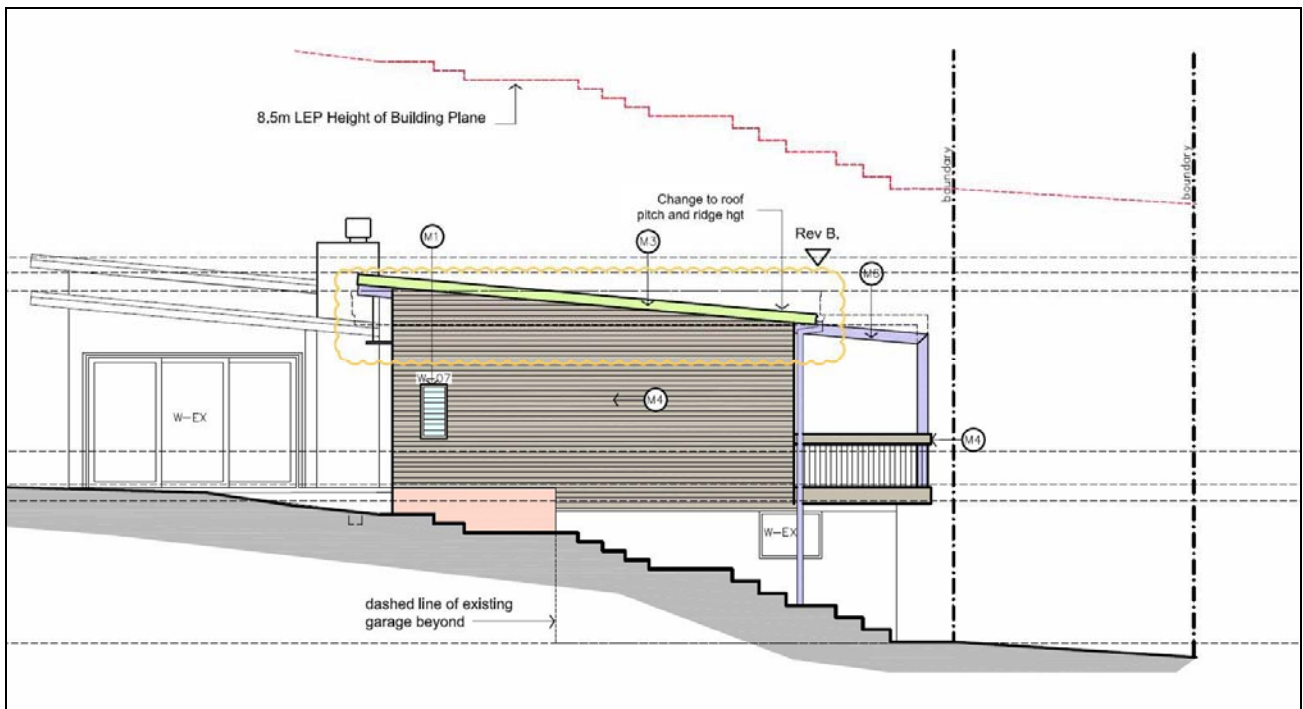 8.5m LEP Height of Building Plane
boundary
boundary
Change to roof
pitch and ridge hgt
Rev B.
M1
M3
M6
W-07
W-EX
M4
M4
W-EX
dashed line of existing
garage beyond